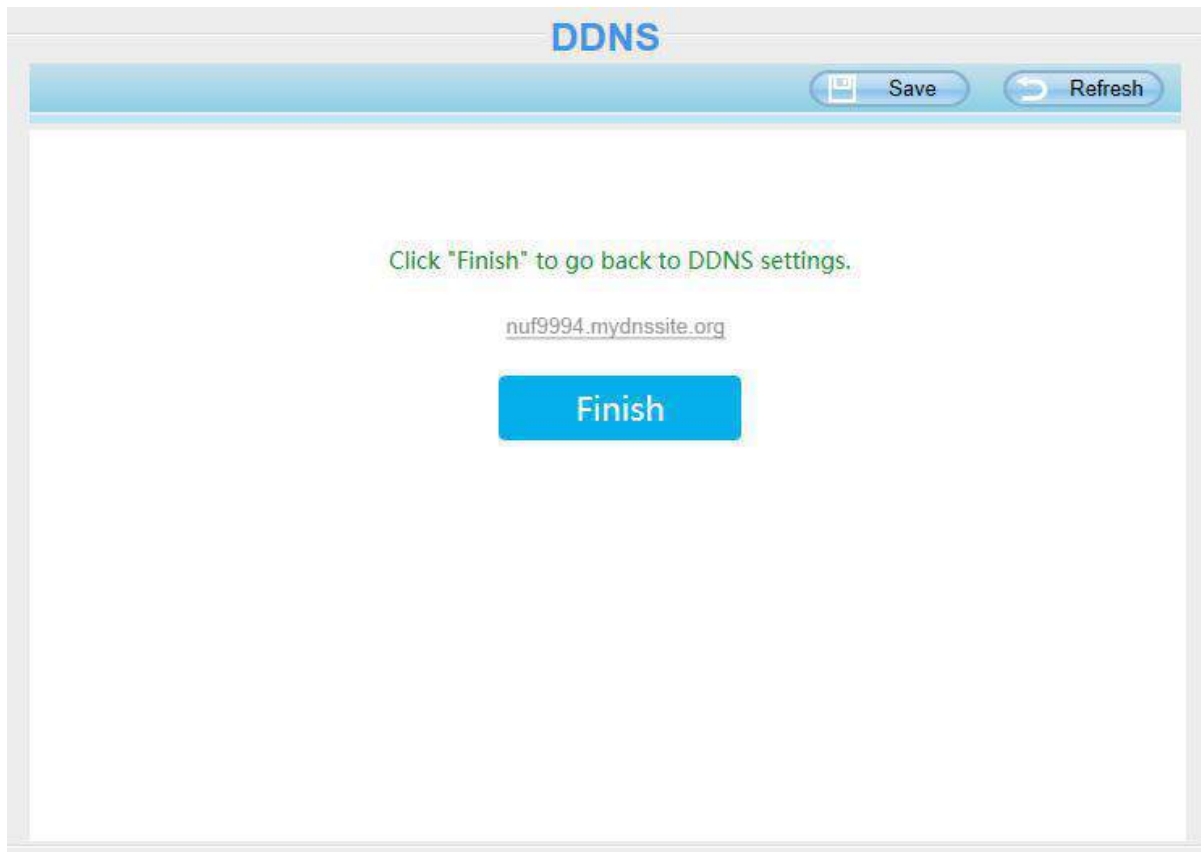 DDNS
Save Refresh
Click "Finish" to go back to DDNS settings.
nuf9994.mydnssite.org
Finish